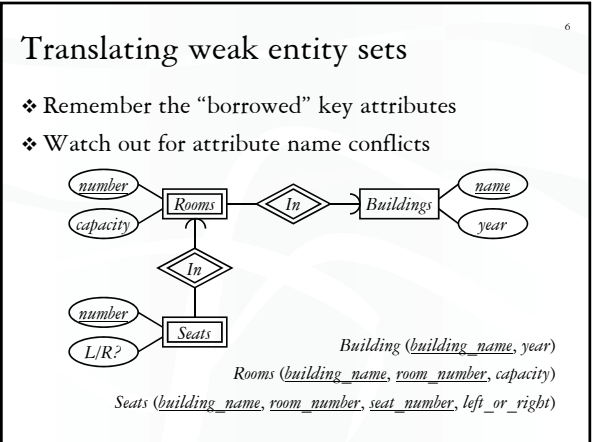 6
Translating weak entity sets
❖ Remember the “borrowed” key attributes
❖ Watch out for attribute name conflicts
number
Rooms
In
Buildings
name
capacity
year
In
number
Seats
L/R?
Building (building_name, year)
Rooms (building_name, room_number, capacity)
Seats (building_name, room_number, seat_number, left_or_right)